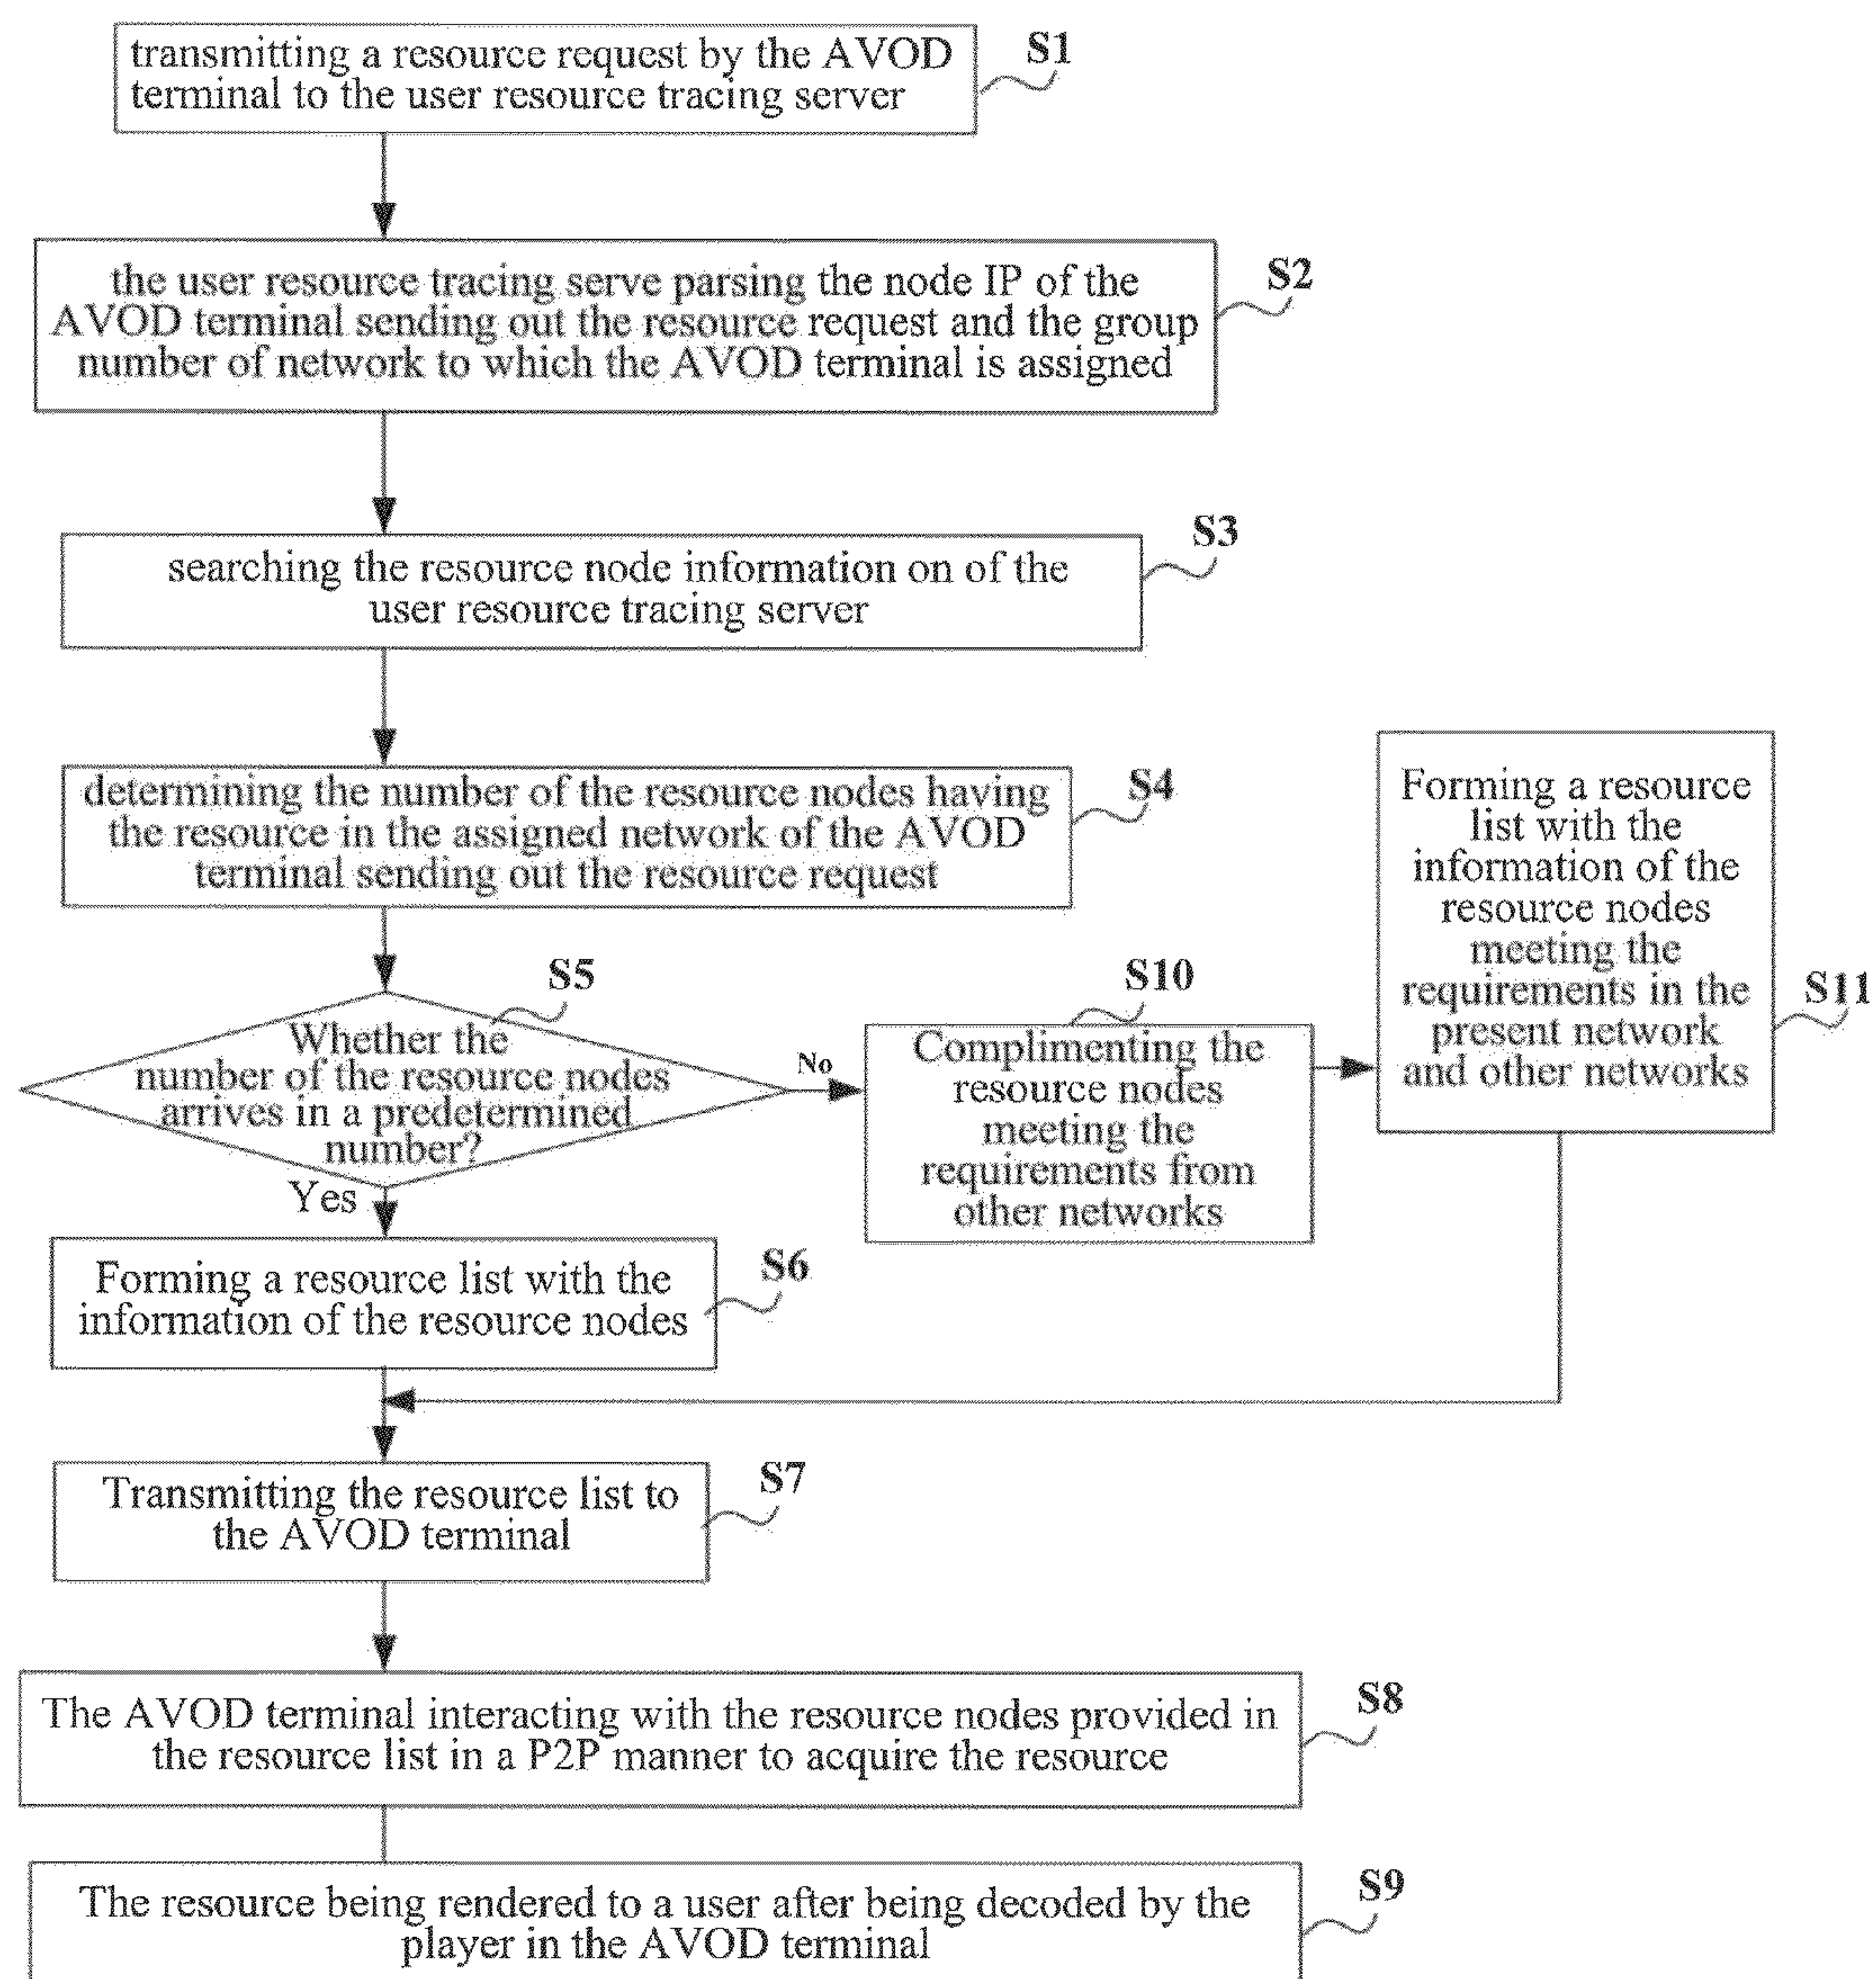 transmitting a resource request by the AVOD
terminal to the user resource tracing server
S1
the user resource tracing serve parsing the node IP of the
AVOD terminal sending out the resource request and the group
number of network to which the AVOD terminal is assigned
S2
searching the resource node information on of the
user resource tracing server
S3
determining the number of the resource nodes having
the resource in the assigned network of the AVOD
terminal sending out the resource request
S4
Whether the
number of the resource nodes
arrives in a predetermined
number?
S5
No
Yes
Complimenting the
resource nodes
meeting the
requirements from
other networks
S10
Forming a resource
list with the
information of the
resource nodes
meeting the
requirements in the
present network
and other networks
S11
Forming a resource list with the
information of the resource nodes
S6
Transmitting the resource list to
the AVOD terminal
S7
The AVOD terminal interacting with the resource nodes provided in
the resource list in a P2P manner to acquire the resource
S8
The resource being rendered to a user after being decoded by the
player in the AVOD terminal
S9